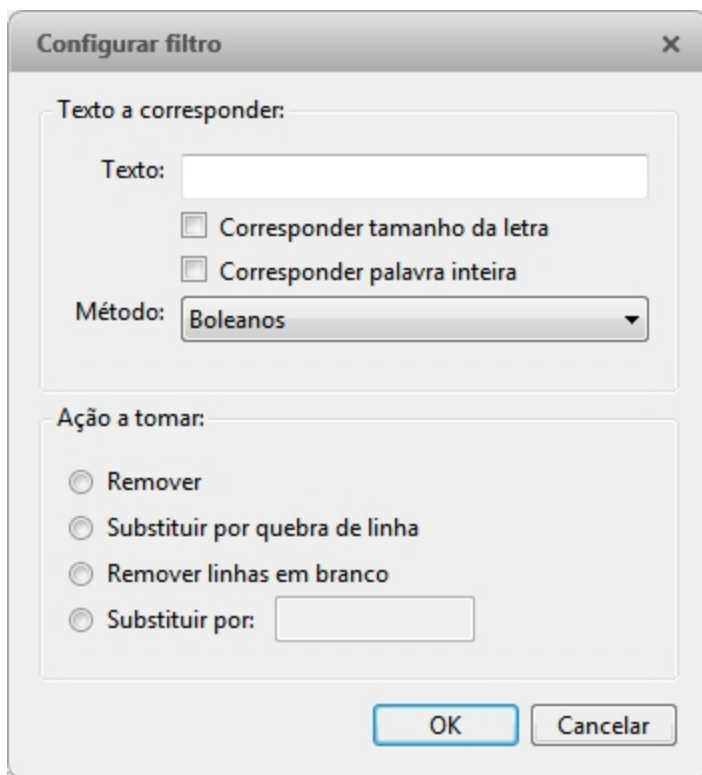 Configurar filtro
Texto a corresponder:
Texto:
Corresponder tamanho da letra
Corresponder palavra inteira
Método: Boleanos
Ação a tomar:
Remover
Substituir por quebra de linha
Remover linhas em branco
Substituir por:
OK Cancelar